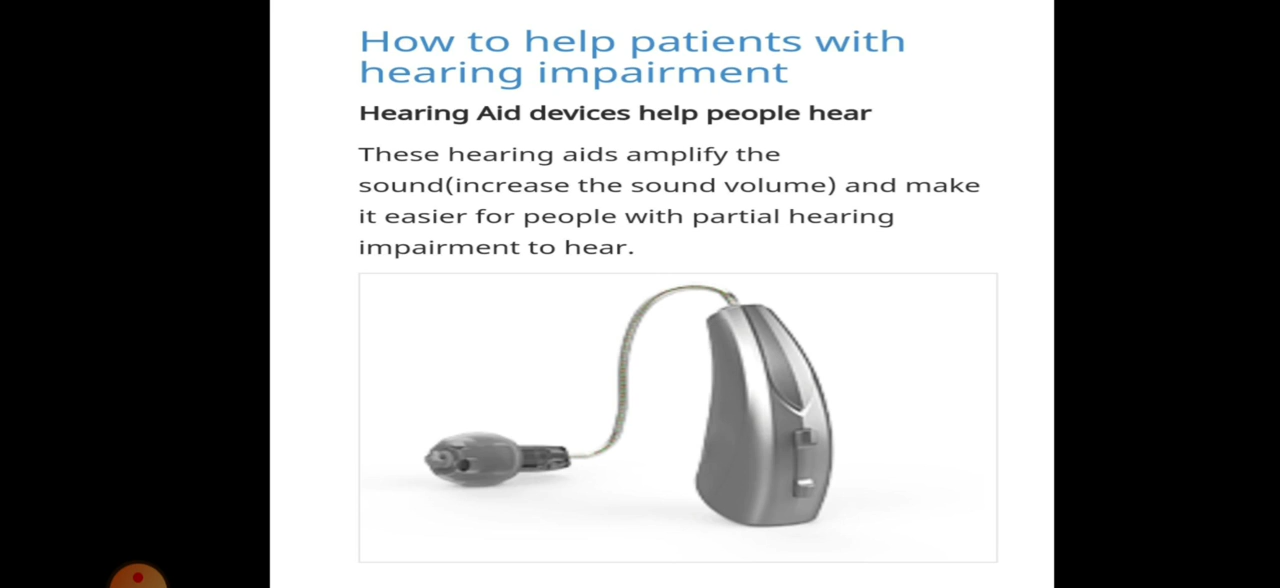 How to help patients with
hearing impairment
Hearing Aid devices help people hear
These hearing aids amplify the
sound(increase the sound volume) and make
it easier for people with partial hearing
impairment to hear.